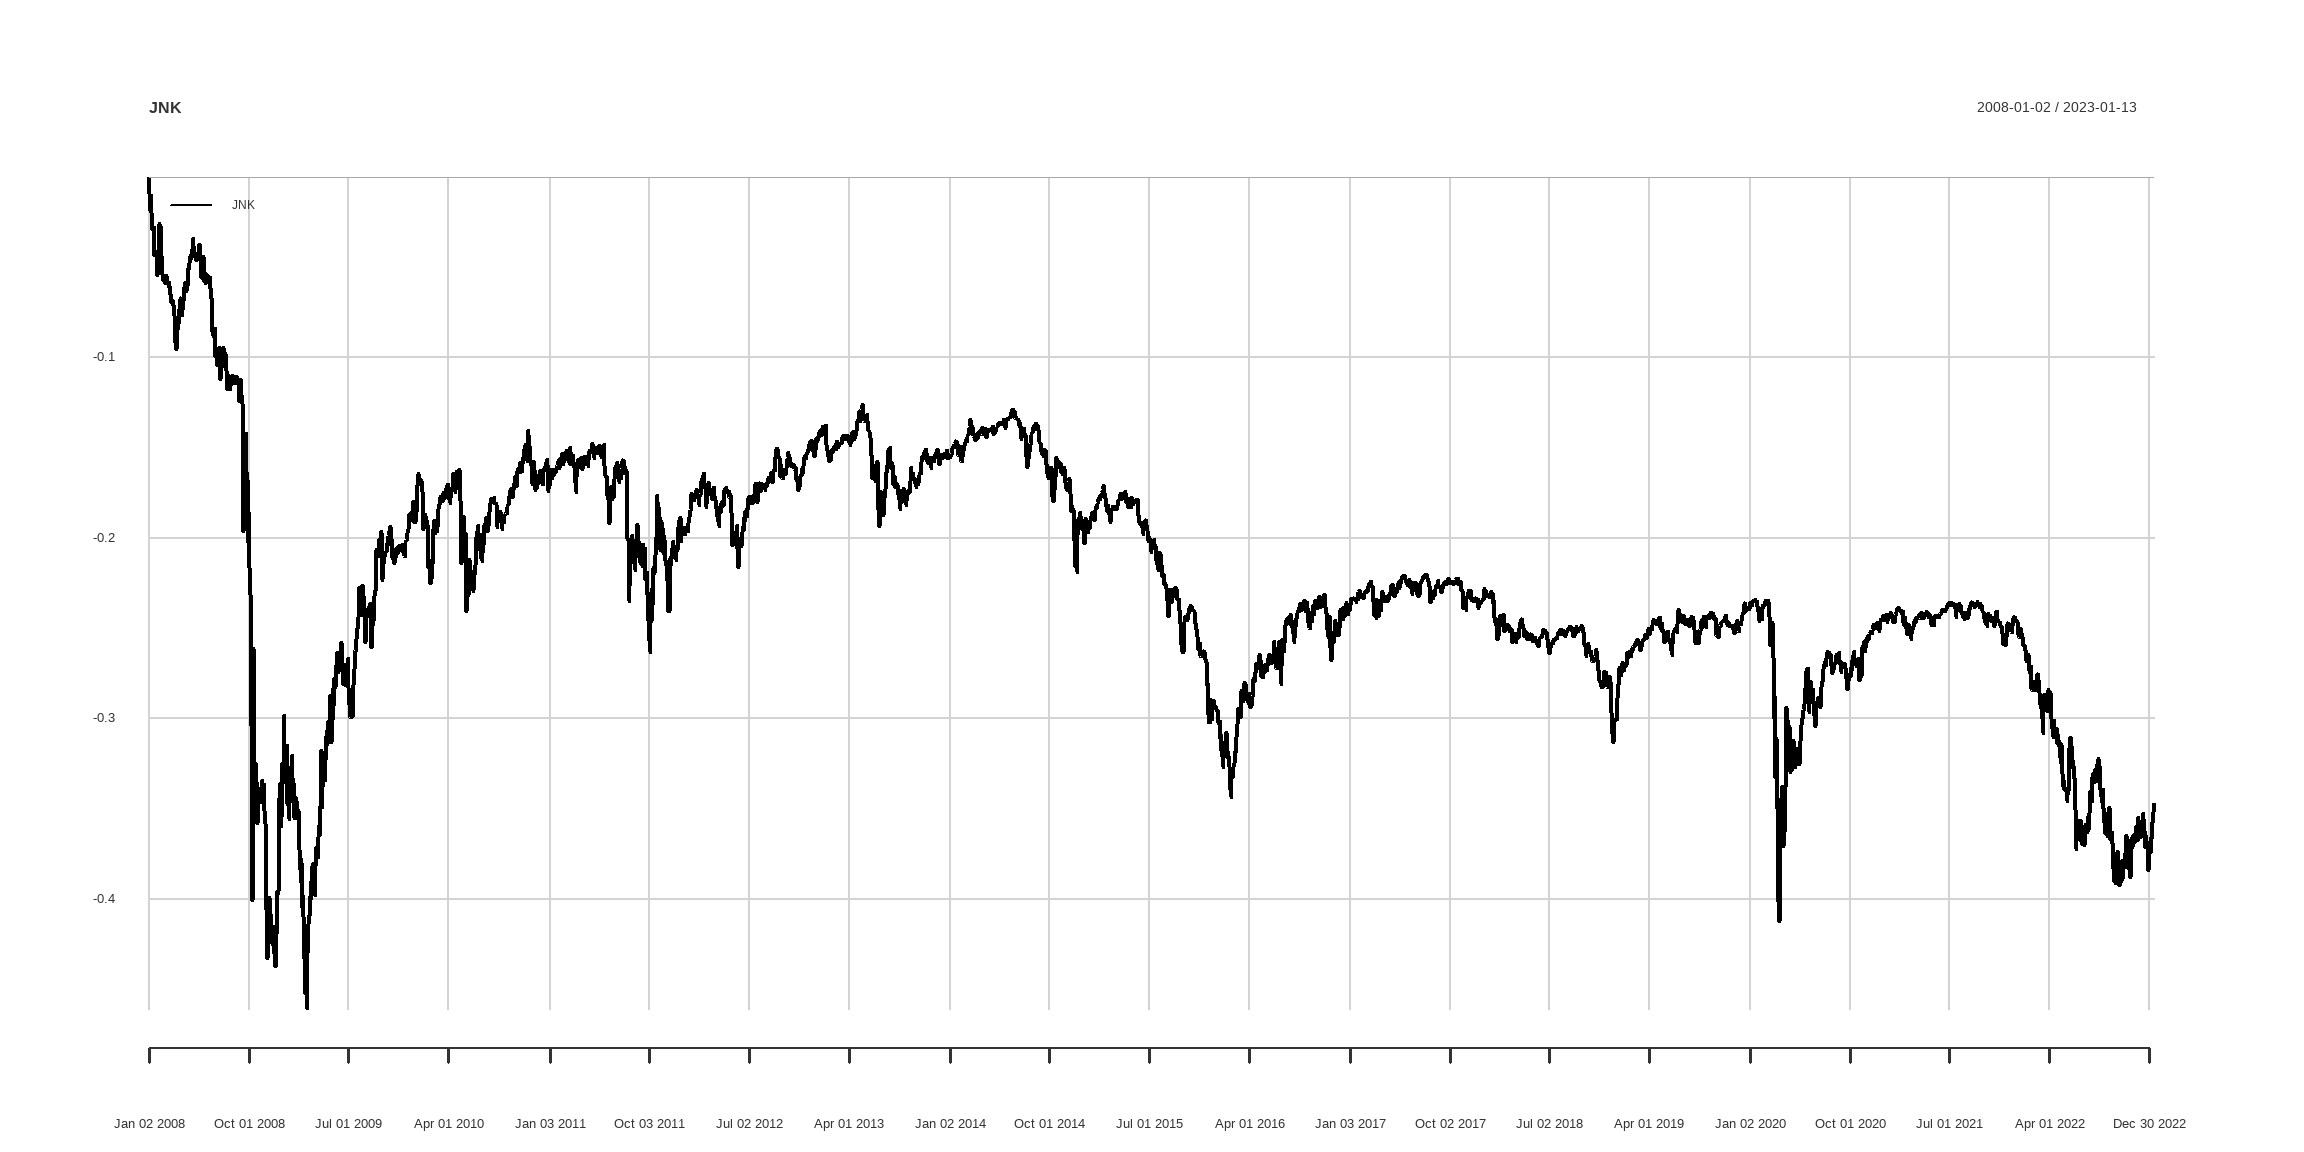 JNK
2008-01-02 / 2023-01-13
JNK
-0.1
-0.2
-0.3
-0.4
Jan 02 2008
Oct 01 2008
Jul 01 2009
Apr 01 2010
Jan 03 2011
Oct 03 2011
Jul 02 2012
Apr 01 2013
Jan 02 2014
Oct 01 2014
Jul 01 2015
Apr 01 2016
Jan 03 2017
Oct 02 2017
Jul 02 2018
Apr 01 2019
Jan 02 2020
Oct 01 2020
Jul 01 2021
Apr 01 2022
Dec 30 2022